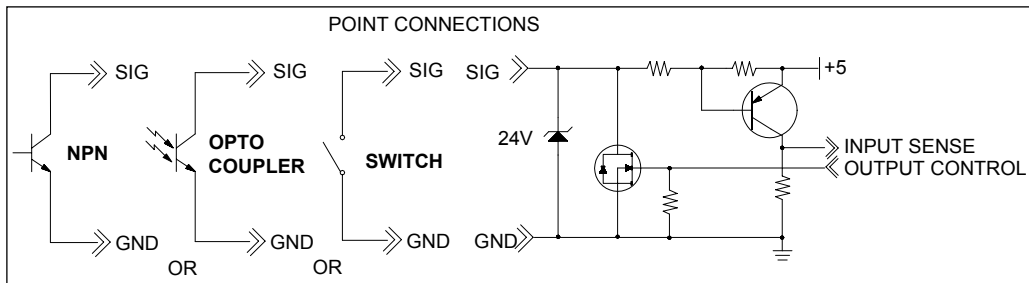 POINT CONNECTIONS
SIG
SIG
SIG
SIG
+5
NPN
OPTO
COUPLER
SWITCH
24V
INPUT SENSE
OUTPUT CONTROL
GND
GND
GND
GND
OR
OR